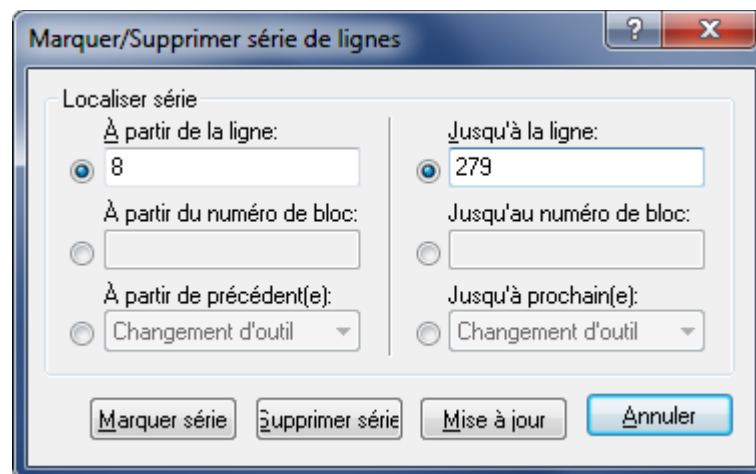 Marquer/Supprimer série de lignes
?
Localiser série
À partir de la ligne:
8
Jusqu'à la ligne:
279
À partir du numéro de bloc:
Jusqu'au numéro de bloc:
À partir de précédent(e):
Changement d'outil
Jusqu'à prochain(e):
Changement d'outil
Marquer série
Supprimer série
Mise à jour
Annuler